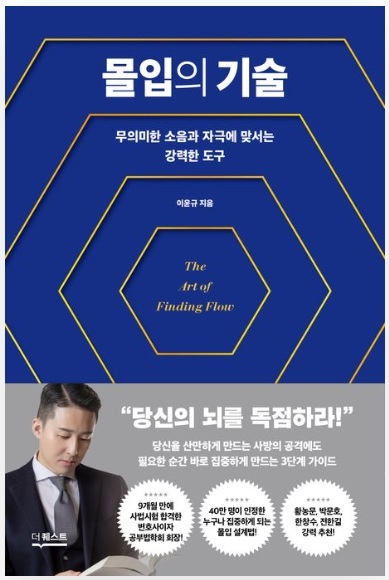 몰입의 기술
무의미한 소음과 자극에 맞서는
강력한 도구
이윤규 지음
The
Art of
Finding Flow
“당신의 뇌를 독점하라!”
당신을 산만하게 만드는 사방의 공격에도
필요한 순간 바로 집중하게 만드는 3단계 가이드
★★★★★
9개월 만에
사법시험 합격한
변호사이자
공부법학회 회장!
★★★★★
40만 명이 인정한
누구나 집중하게 되는
몰입 설계법!
★★★★★
황농문, 박문호,
한창수, 전한길
강력 추천!
더퀘스트